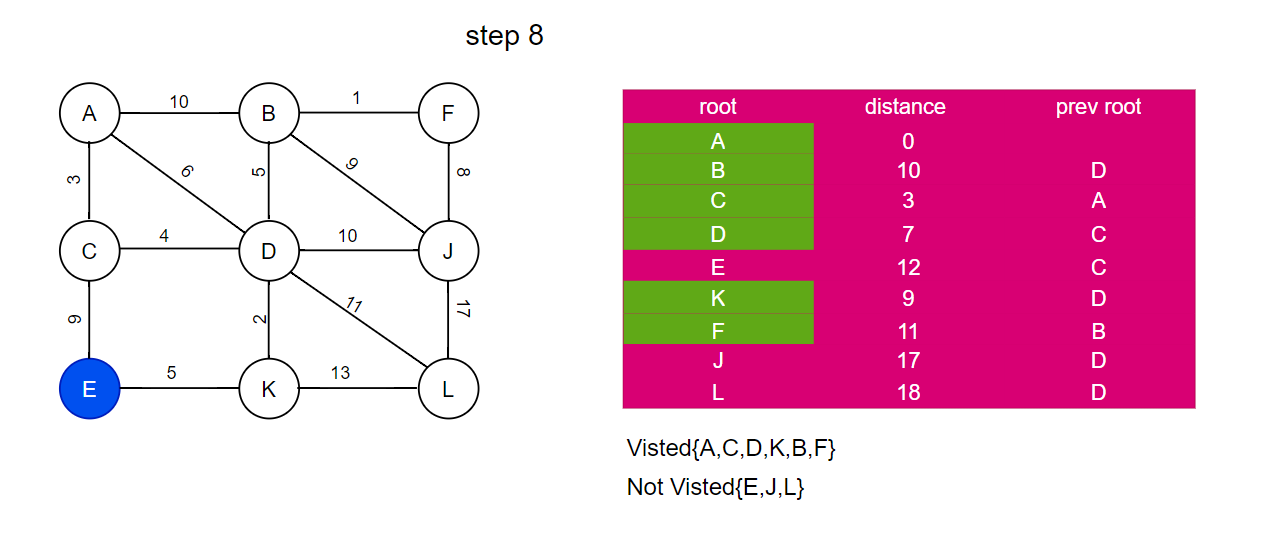 step 8
A 10 B 1 F
3 6 5 9 8
C 4 D 10 J
9 2 11 17
E 5 K 13 L
root distance prev root
A 0
B 10 D
C 3 A
D 7 C
E 12 C
K 9 D
F 11 B
J 17 D
L 18 D
Visted{A,C,D,K,B,F}
Not Visted{E,J,L}